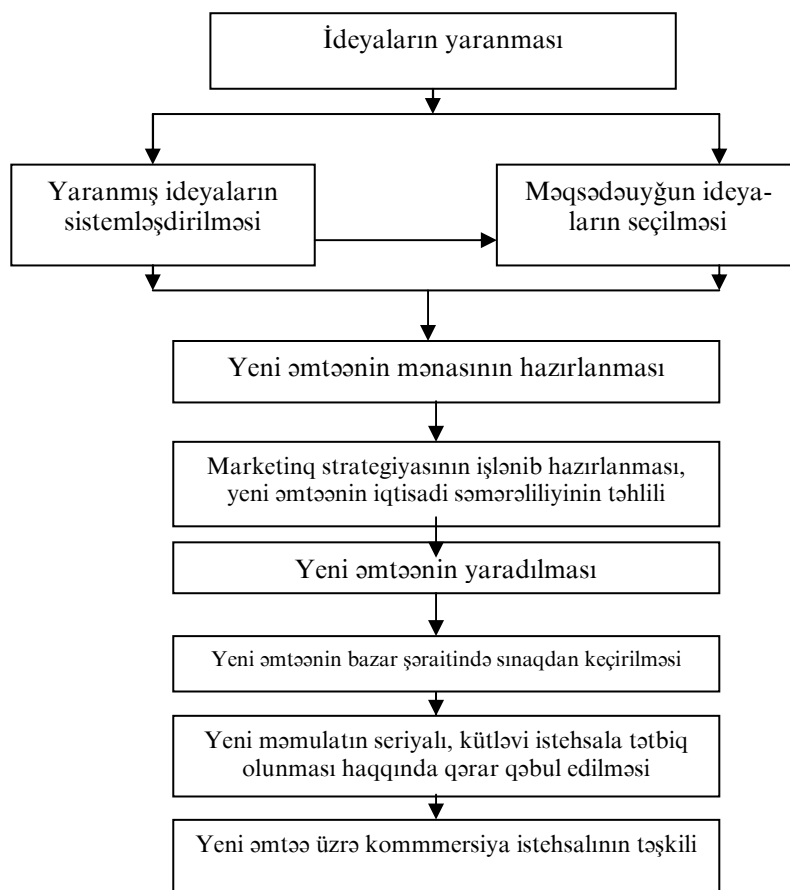 İdeyaların yaranması
Yaranmış ideyaların
sistemləşdirilməsi
Məqsədəuyğun ideya-
ların seçilməsi
Yeni əmtəənin mənasının hazırlanması
Marketinq strategiyasının işlənib hazırlanması,
yeni əmtəənin iqtisadi səmərəliliyinin təhlili
Yeni əmtəənin yaradılması
Yeni əmtəənin bazar şəraitində sınaqdan keçirilməsi
Yeni məmulatın seriyalı, kütləvi istehsala tətbiq
olunması haqqında qərar qəbul edilməsi
Yeni əmtəə üzrə kommmersiya istehsalının təşkili